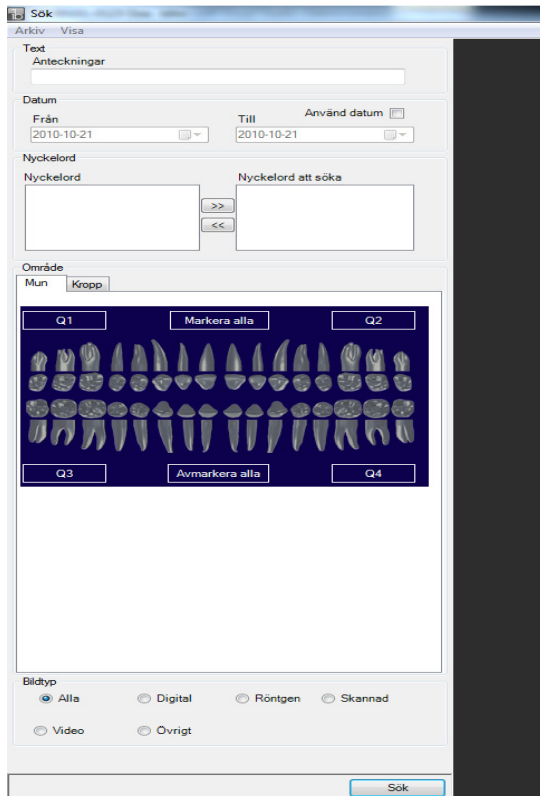 Sök
Arkiv Visa
Text
Anteckningar
Datum
Från Till Använd datum
2010-10-21 2010-10-21
Nyckelord
Nyckelord Nyckelord att söka
>>
<<
Område
Mun Kropp
Q1 Markera alla Q2
Q3 Avmarkera alla Q4
Bildtyp
Alla Digital Röntgen Skannad
Video Övrigt
Sök